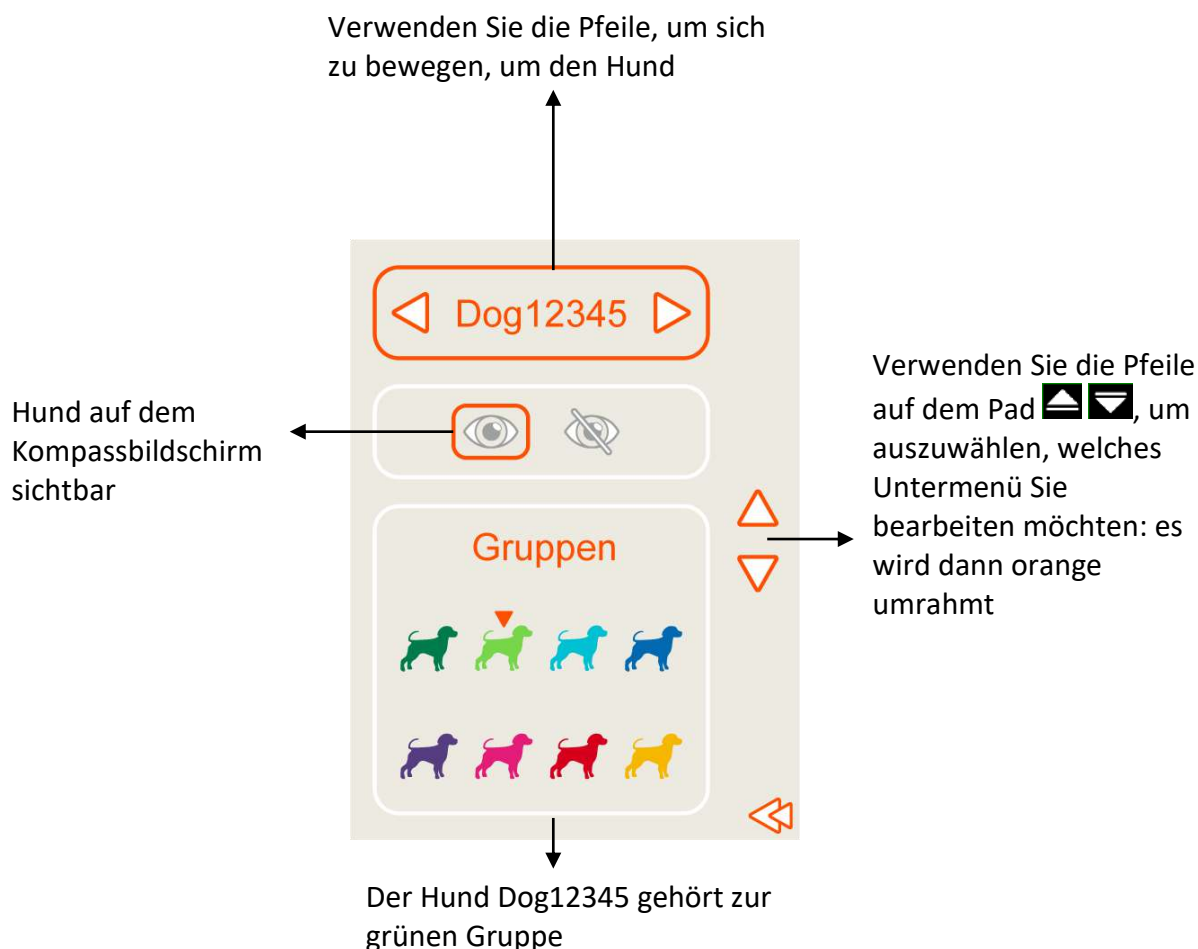 Verwenden Sie die Pfeile, um sich
zu bewegen, um den Hund
Dog12345
Hund auf dem
Kompassbildschirm
sichtbar
Verwenden Sie die Pfeile
auf dem Pad , um
auszuwählen, welches
Untermenü Sie
bearbeiten möchten: es
wird dann orange
umrahmt
Gruppen
Der Hund Dog12345 gehört zur
grünen Gruppe